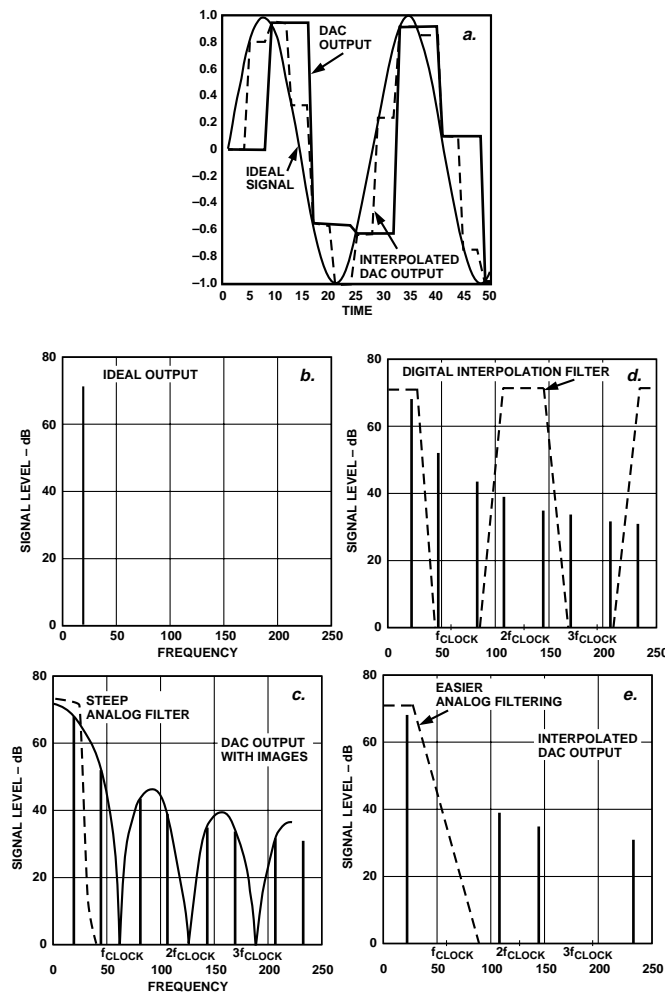 a.
1.0
0.8
0.6
0.4
0.2
0
–0.2
–0.4
–0.6
–0.8
–1.0
DAC
OUTPUT
IDEAL
SIGNAL
INTERPOLATED
DAC OUTPUT
0 5 10 15 20 25 30 35 40 45 50
TIME
b.
IDEAL OUTPUT
SIGNAL LEVEL – dB
80
60
40
20
0
0 50 100 150 200 250
FREQUENCY
d.
DIGITAL INTERPOLATION FILTER
SIGNAL LEVEL – dB
80
60
40
20
0
fCLOCK 2fCLOCK 3fCLOCK
0 50 100 150 200 250
c.
STEEP
ANALOG FILTER
DAC OUTPUT
WITH IMAGES
SIGNAL LEVEL – dB
80
60
40
20
0
fCLOCK 2fCLOCK 3fCLOCK
0 50 100 150 200 250
FREQUENCY
e.
EASIER
ANALOG FILTERING
INTERPOLATED
DAC OUTPUT
SIGNAL LEVEL – dB
80
60
40
20
0
fCLOCK 2fCLOCK 3fCLOCK
0 50 100 150 200 250